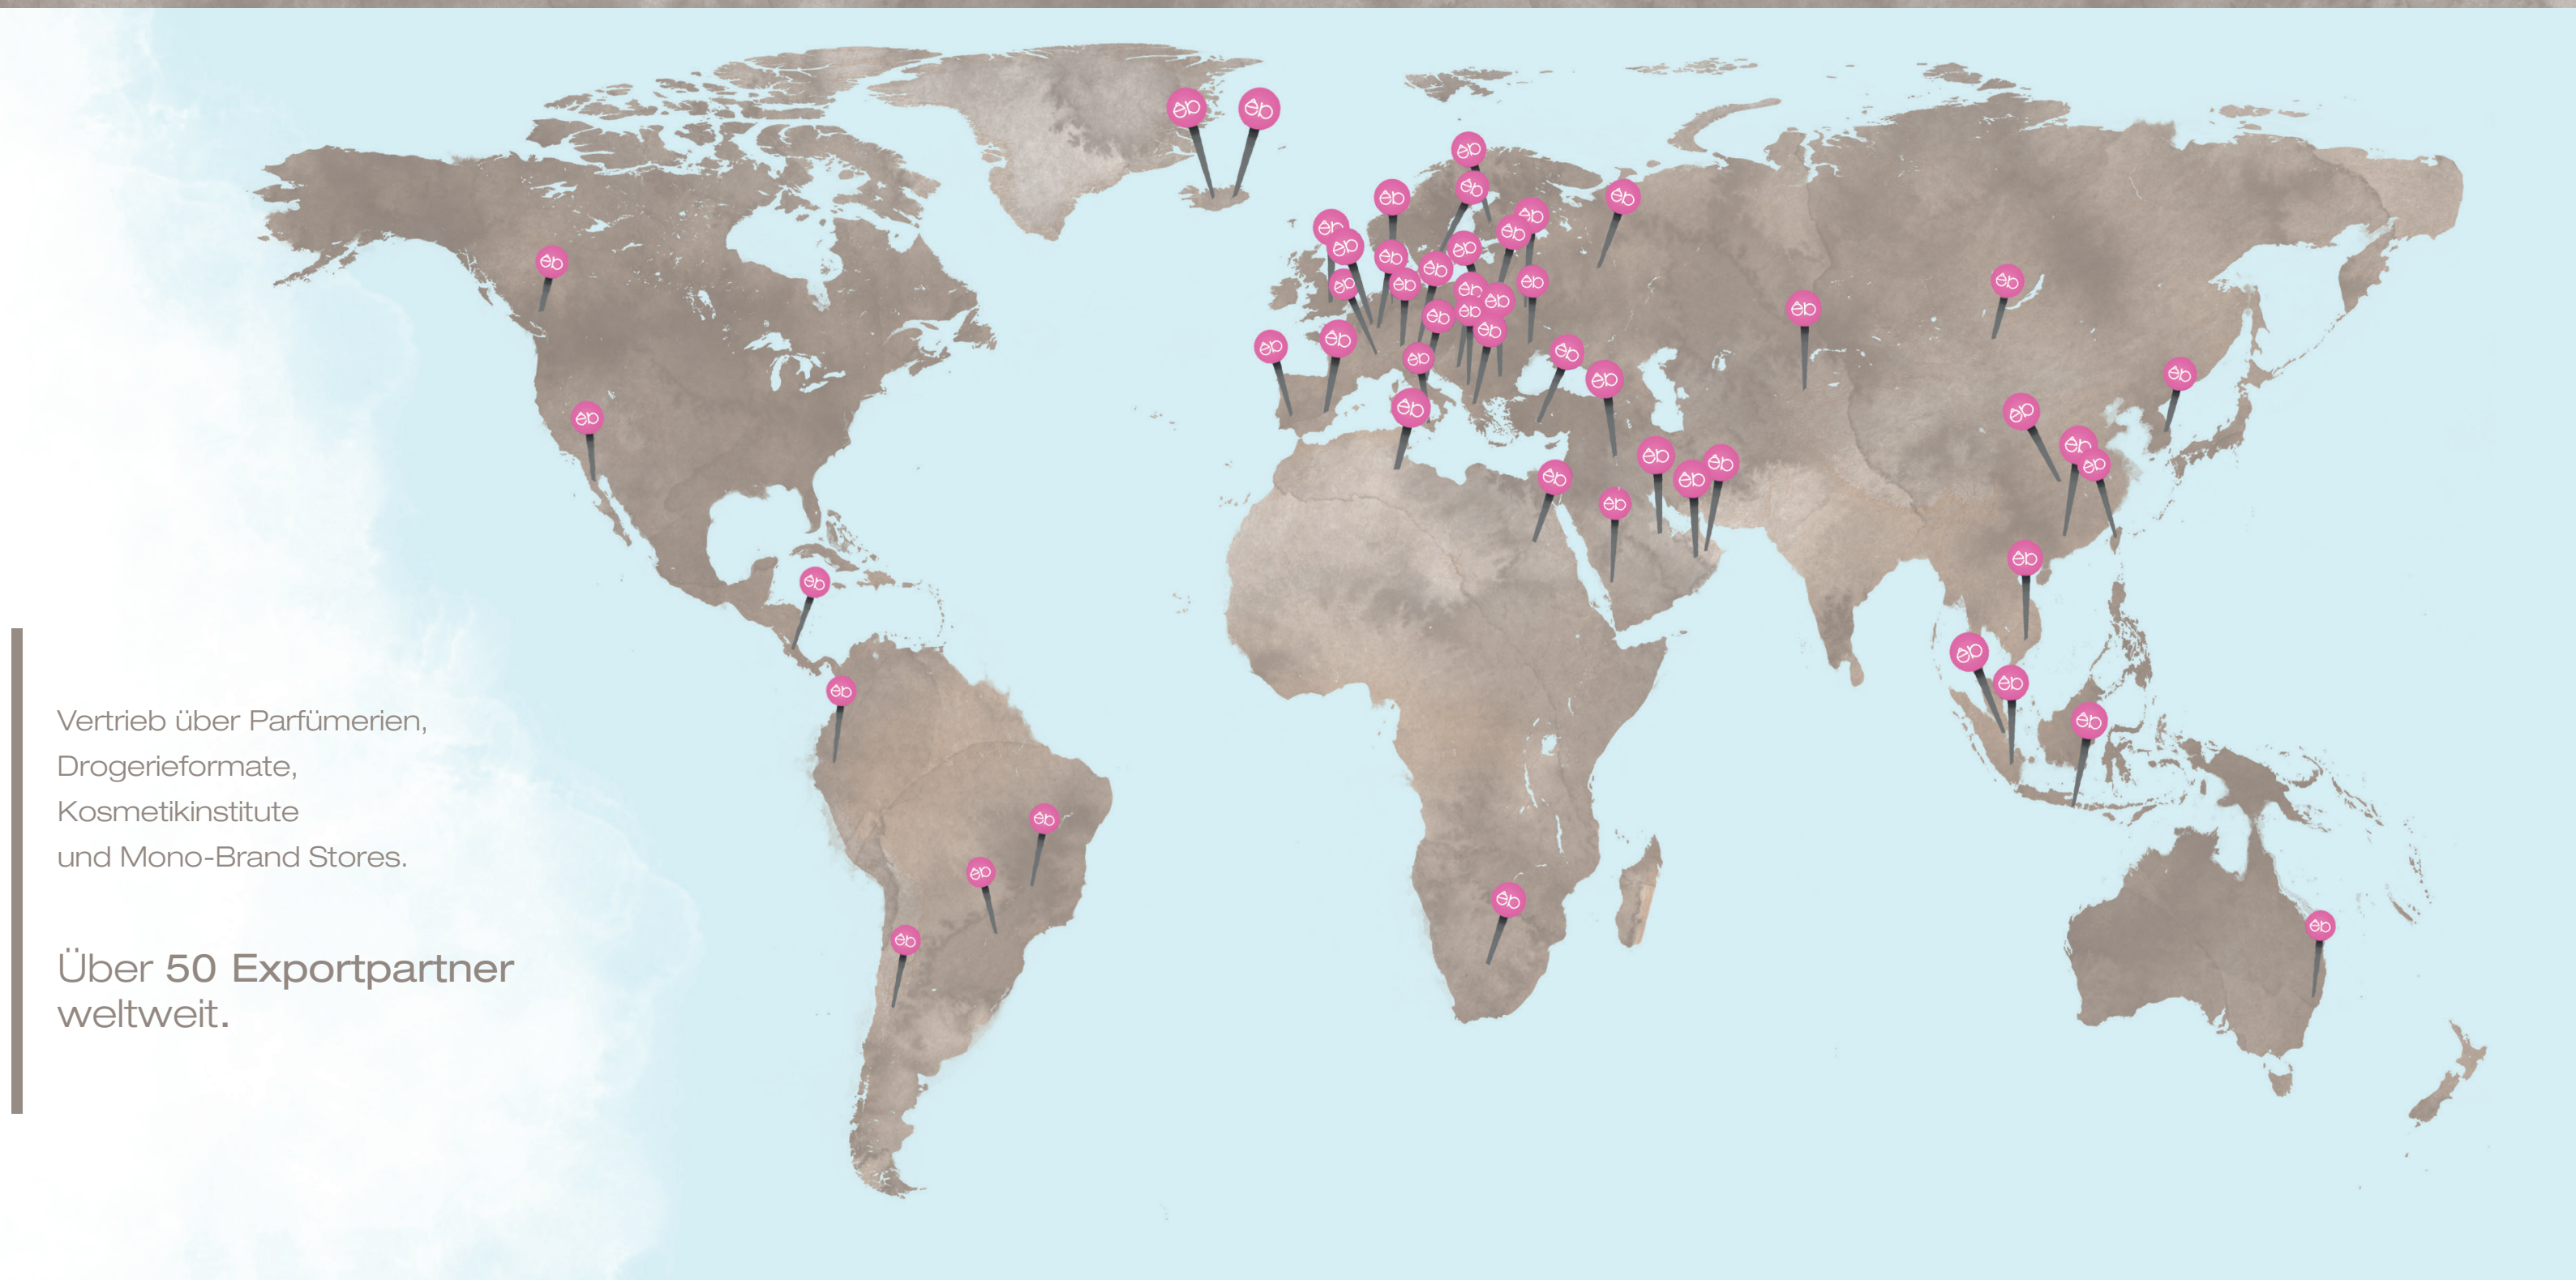 Vertrieb über Parfümerien,
Drogerieformate,
Kosmetikinstitute
und Mono-Brand Stores.
Über 50 Exportpartner
weltweit.